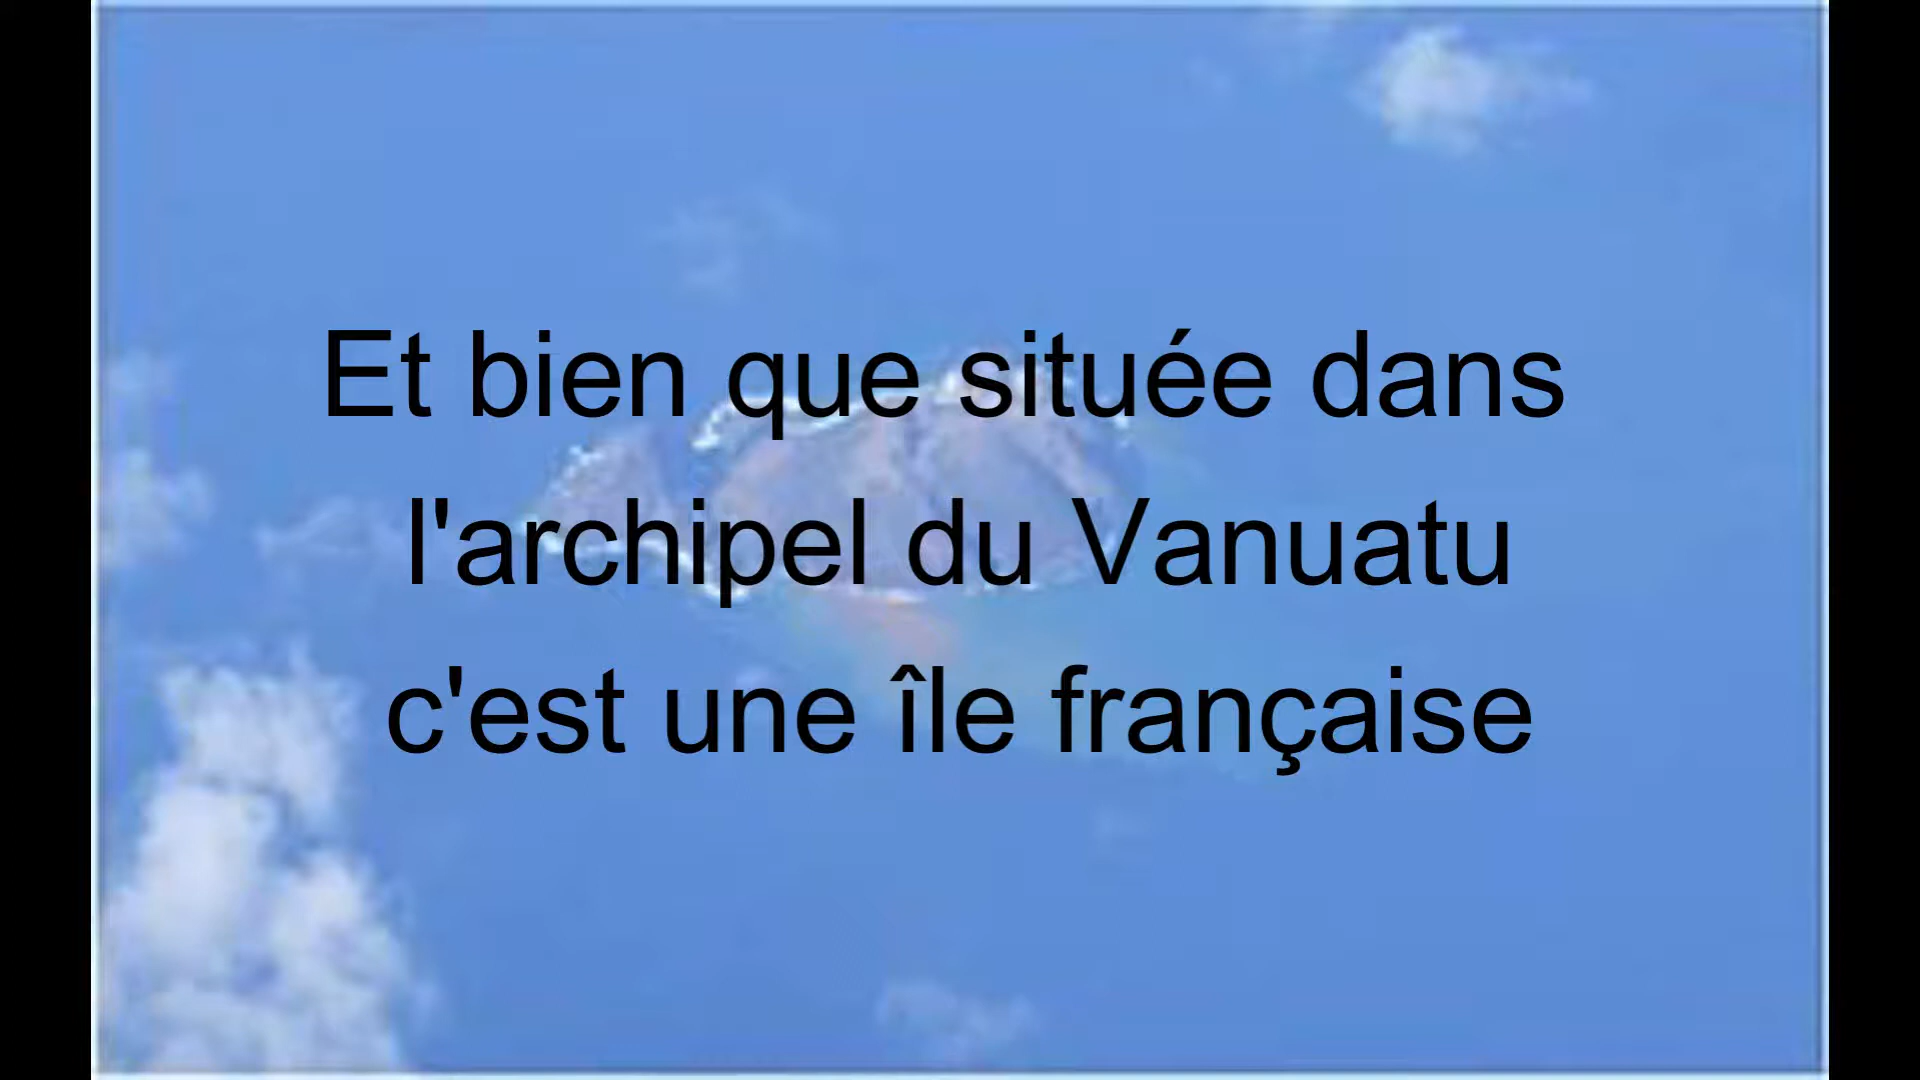 Et bien que située dans
l'archipel du Vanuatu
c'est une île française